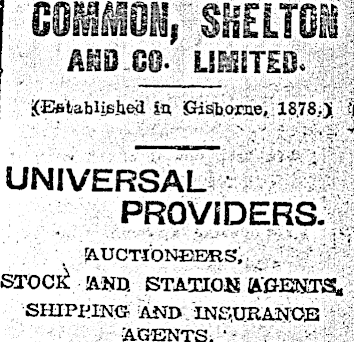 COMMON, SHELTON
AND CO. LIMITED.
(Established in Gisborne, 1878.)
UNIVERSAL
PROVIDERS.
AUCTIONEERS,
STOCK AND STATION AGENTS,
SHIPPING AND INSURANCE
AGENTS.